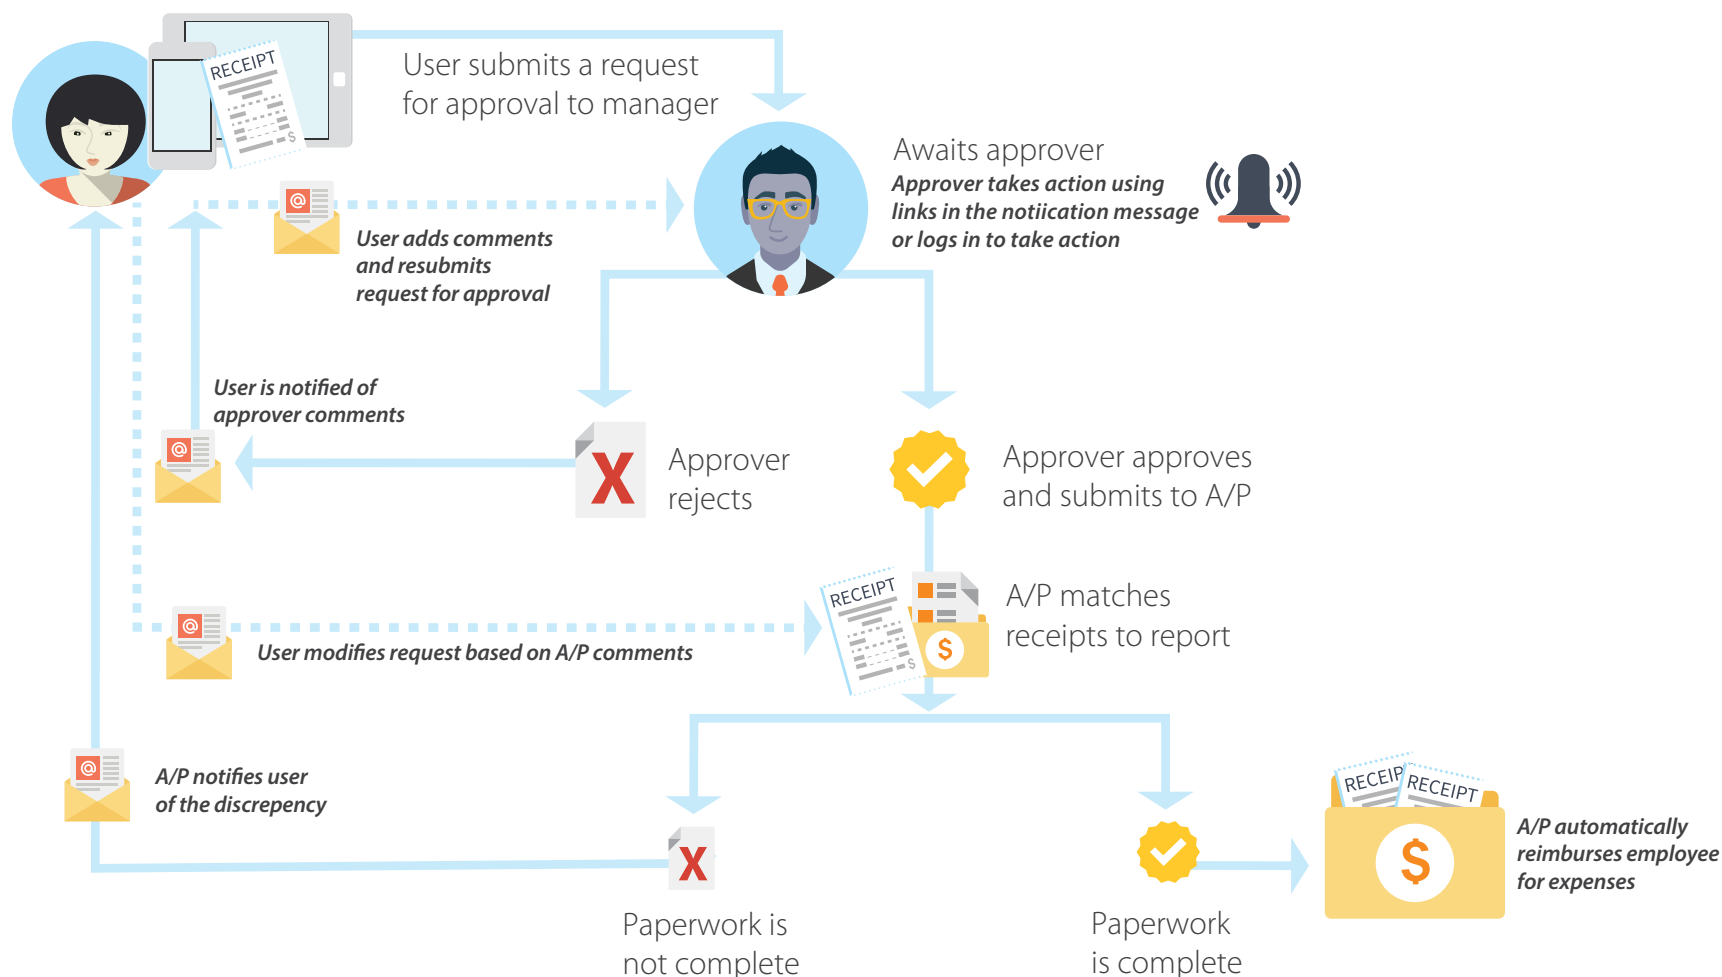 RECEIPT
$
User submits a request
for approval to manager
Awaits approver
Approver takes action using
links in the notiication message
or logs in to take action
@
User adds comments
and resubmits
request for approval
User is notified of
approver comments
@
X
Approver
rejects
Approver approves
and submits to A/P
RECEIPT
$
$
A/P matches
receipts to report
@
User modifies request based on A/P comments
@
A/P notifies user
of the discrepency
X
Paperwork is
not complete
Paperwork
is complete
RECEIP
RECEIPT
$
A/P automatically
reimburses employee
for expenses